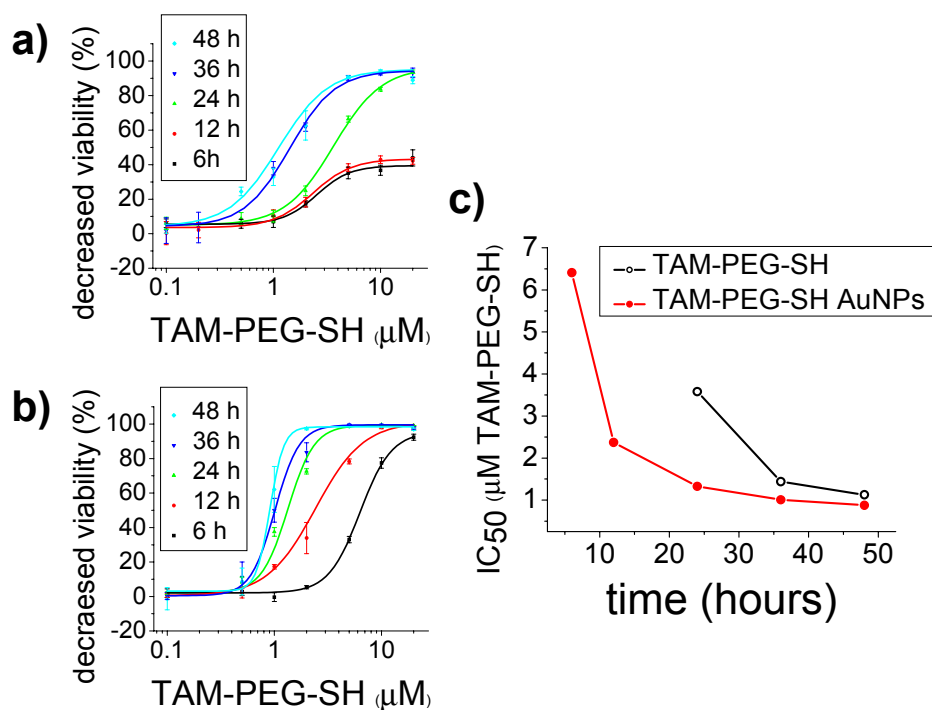 a)
48 h
36 h
24 h
12 h
6h
100
80
60
40
20
0
-20
decreased viability (%)
0.1
1
10
TAM-PEG-SH (μM)
b)
48 h
36 h
24 h
12 h
6 h
100
80
60
40
20
0
-20
decraessed viability (%)
0.1
1
10
TAM-PEG-SH (μM)
c)
TAM-PEG-SH
TAM-PEG-SH AuNPs
7
6
5
4
3
2
1
IC50 (μM TAM-PEG-SH)
10
20
30
40
50
time (hours)